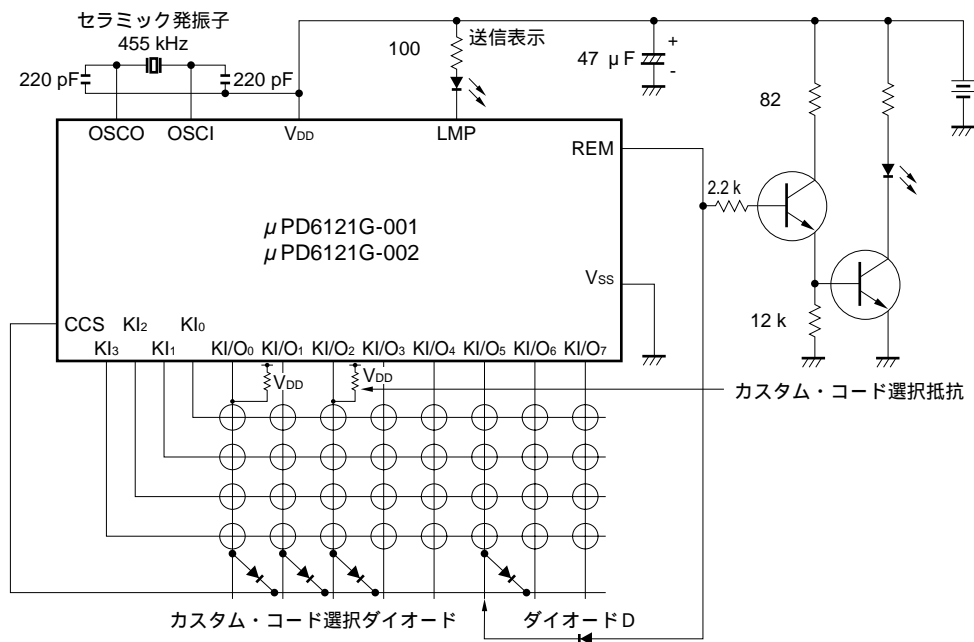 セラミック発振子
455 kHz
220 pF
220 pF
100
送信表示
47 μF
+
-
82
OSCO
OSCI
VDD
LMP
REM
2.2 k
μPD6121G-001
μPD6121G-002
VSS
12 k
CCS
KI2
KI0
KI3
KI1
KI/O0
KI/O1
KI/O2
KI/O3
KI/O4
KI/O5
KI/O6
KI/O7
VDD
VDD
カスタム・コード選択抵抗
カスタム・コード選択ダイオード
ダイオードD